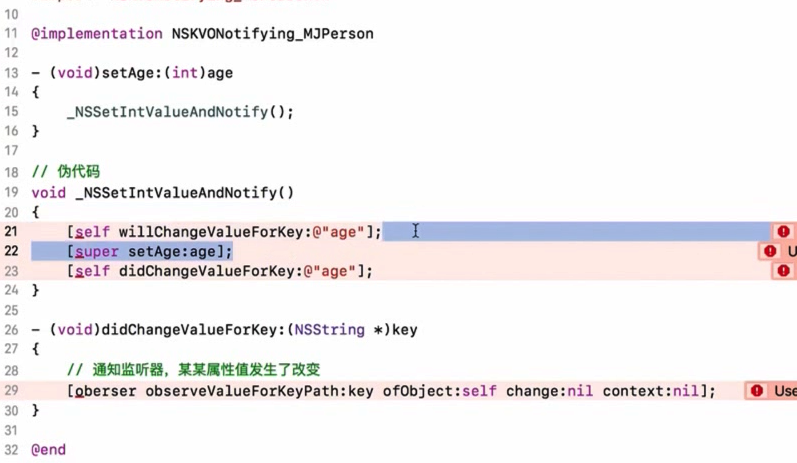 10
11 @implementation NSKVONotifying_MJPerson
12
13 - (void)setAge:(int)age
14 {
15 _NSSetIntValueAndNotify();
16 }
17
18 // 伪代码
19 void _NSSetIntValueAndNotify()
20 {
21 [self willChangeValueForKey:@"age"];
22 [super setAge:age]; U
23 [self didChangeValueForKey:@"age"];
24 }
25
26 - (void)didChangeValueForKey:(NSString *)key
27 {
28 // 通知监听器，某某属性值发生了改变
29 [oberser observeValueForKeyPath:key ofObject:self change:nil context:nil]; Use
30 }
31
32 @end